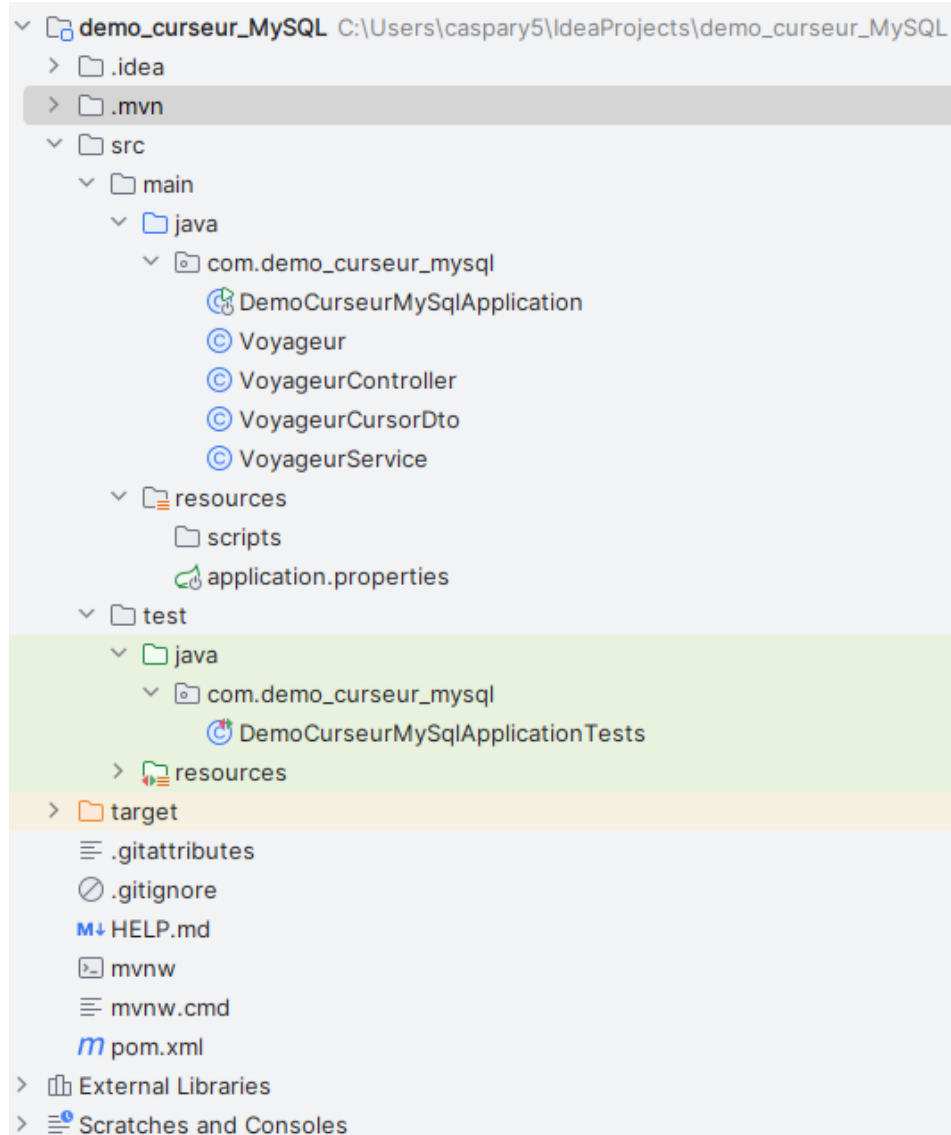 demo_curseur_MySQL C:\Users\caspary5\IdeaProjects\demo_curseur_MySQL
.idea
.mvn
src
main
java
com.demo_curseur_mysql
DemoCurseurMySqlApplication
Voyageur
VoyageurController
VoyageurCursorDto
VoyageurService
resources
scripts
application.properties
test
java
com.demo_curseur_mysql
DemoCurseurMySqlApplicationTests
resources
target
.gitattributes
.gitignore
M↓ HELP.md
mvnw
mvnw.cmd
m pom.xml
External Libraries
Scratches and Consoles